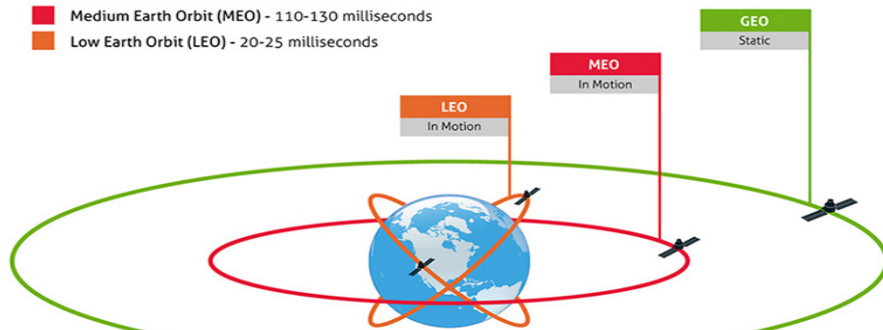 Medium Earth Orbit (MEO) - 110-130 milliseconds
Low Earth Orbit (LEO) - 20-25 milliseconds
GEO
Static
MEO
In Motion
LEO
In Motion